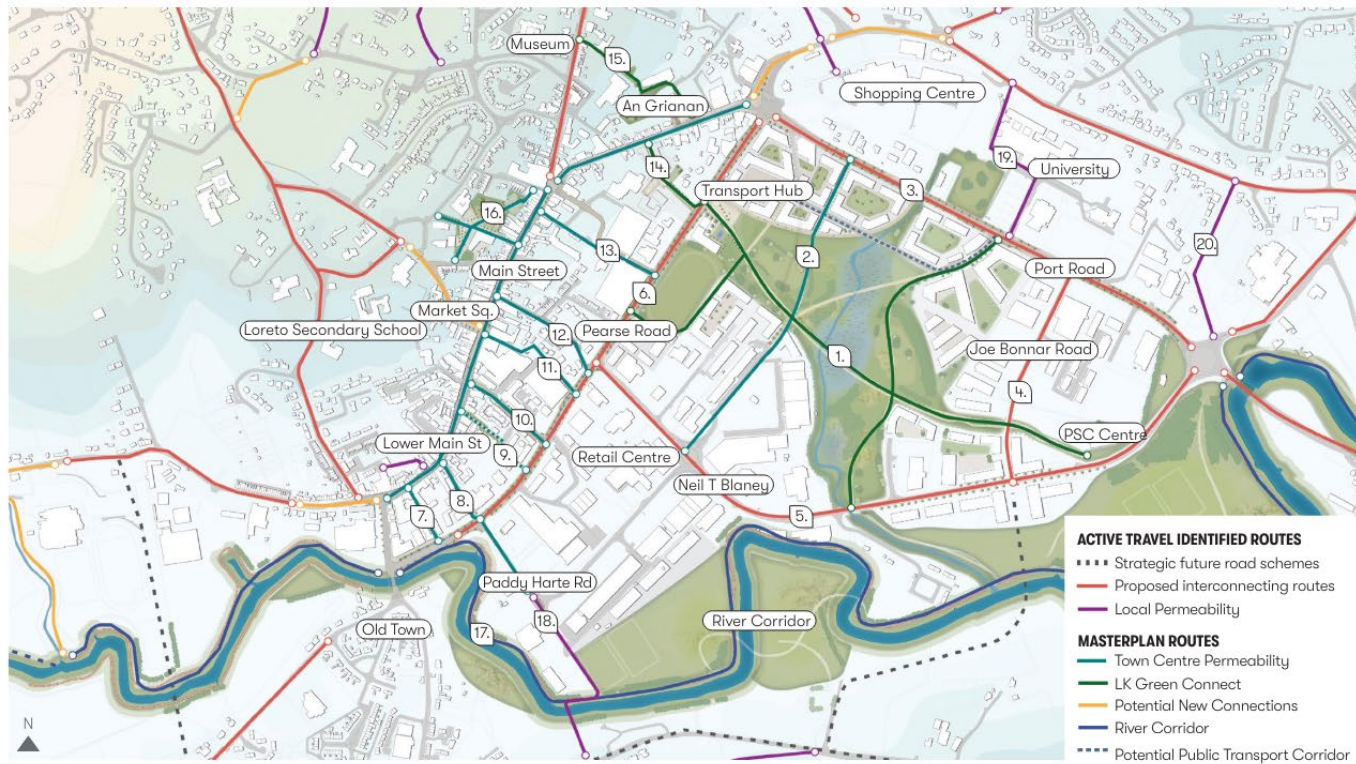 Museum
15.
An Grianan
Shopping Centre
14.
19.
University
Transport Hub
3.
16.
2.
20.
13.
Main Street
Port Road
6.
Market Sq.
Loreto Secondary School
12.
Pearse Road
11.
1.
Joe Bonnar Road
4.
10.
PSC Centre
Lower Main St
9.
Retail Centre
Neil T Blaney
8.
7.
5.
Paddy Harte Rd
Old Town
17.
18.
River Corridor
N
ACTIVE TRAVEL IDENTIFIED ROUTES
Strategic future road schemes
Proposed interconnecting routes
Local Permeability
MASTERPLAN ROUTES
Town Centre Permeability
LK Green Connect
Potential New Connections
River Corridor
Potential Public Transport Corridor